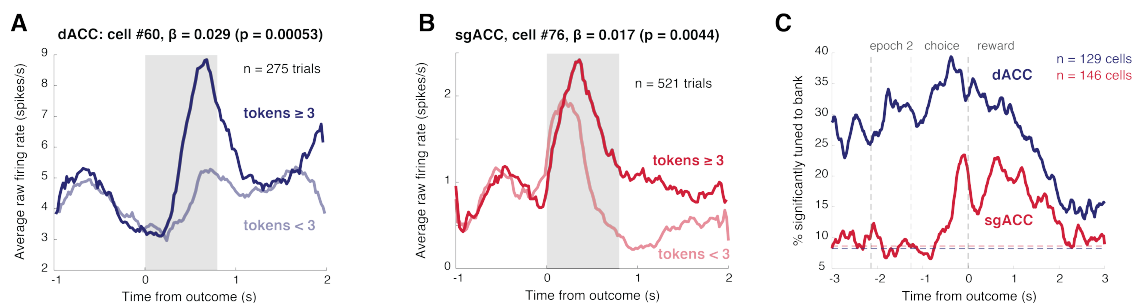 A
dACC: cell #60, β = 0.029 (p = 0.00053)
Average raw firing rate (spikes/s)
9
8
7
6
5
4
3
2
n = 275 trials
tokens ≥ 3
tokens < 3
-1
0
1
2
Time from outcome (s)
B
sgACC, cell #76, β = 0.017 (p = 0.0044)
Average raw firing rate (spikes/s)
2
1
0
n = 521 trials
tokens ≥ 3
tokens < 3
-1
0
1
2
Time from outcome (s)
C
% significantly tuned to bank
40
35
30
25
20
15
10
5
epoch 2 choice reward
n = 129 cells
n = 146 cells
dACC
sgACC
-3
-2
-1
0
1
2
3
Time from outcome (s)